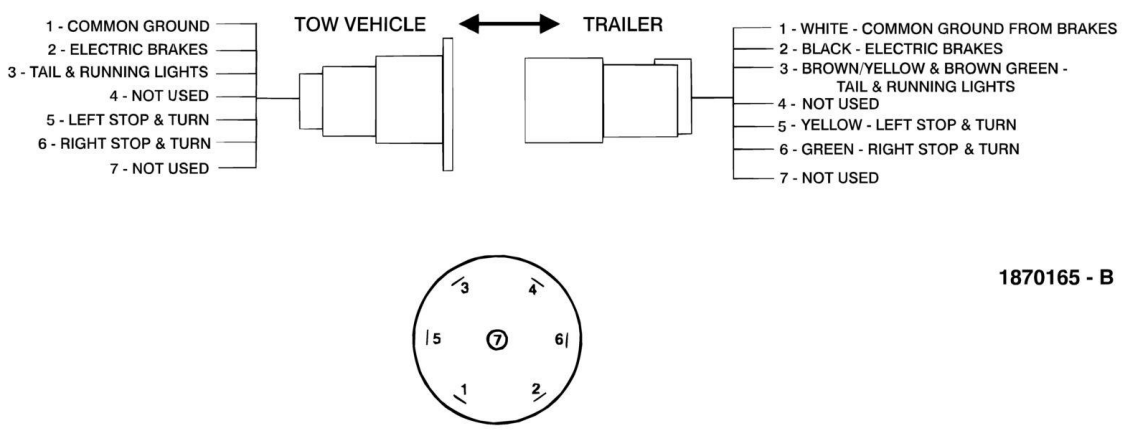 TOW VEHICLE
TRAILER
1 - COMMON GROUND
2 - ELECTRIC BRAKES
3 - TAIL & RUNNING LIGHTS
4 - NOT USED
5 - LEFT STOP & TURN
6 - RIGHT STOP & TURN
7 - NOT USED
1 - WHITE - COMMON GROUND FROM BRAKES
2 - BLACK - ELECTRIC BRAKES
3 - BROWN/YELLOW & BROWN GREEN -
TAIL & RUNNING LIGHTS
4 - NOT USED
5 - YELLOW - LEFT STOP & TURN
6 - GREEN - RIGHT STOP & TURN
7 - NOT USED
1870165 - B
3
4
5
7
6
1
2